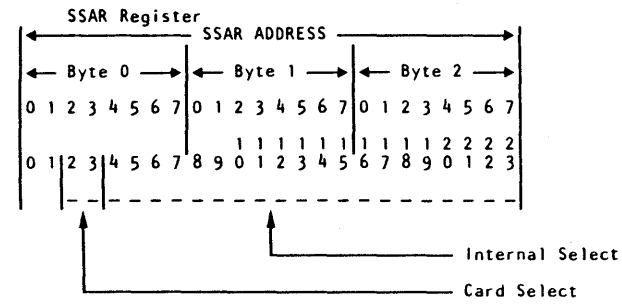 SSAR Register
SSAR ADDRESS
Byte 0 Byte 1 Byte 2
0 1 2 3 4 5 6 7 0 1 2 3 4 5 6 7 0 1 2 3 4 5 6 7
1 1 1 1 1 1 1 1 1 1 2 2 2 2
0 1 2 3 4 5 6 7 8 9 0 1 2 3 4 5 6 7 8 9 0 1 2 3
Internal Select
Card Select